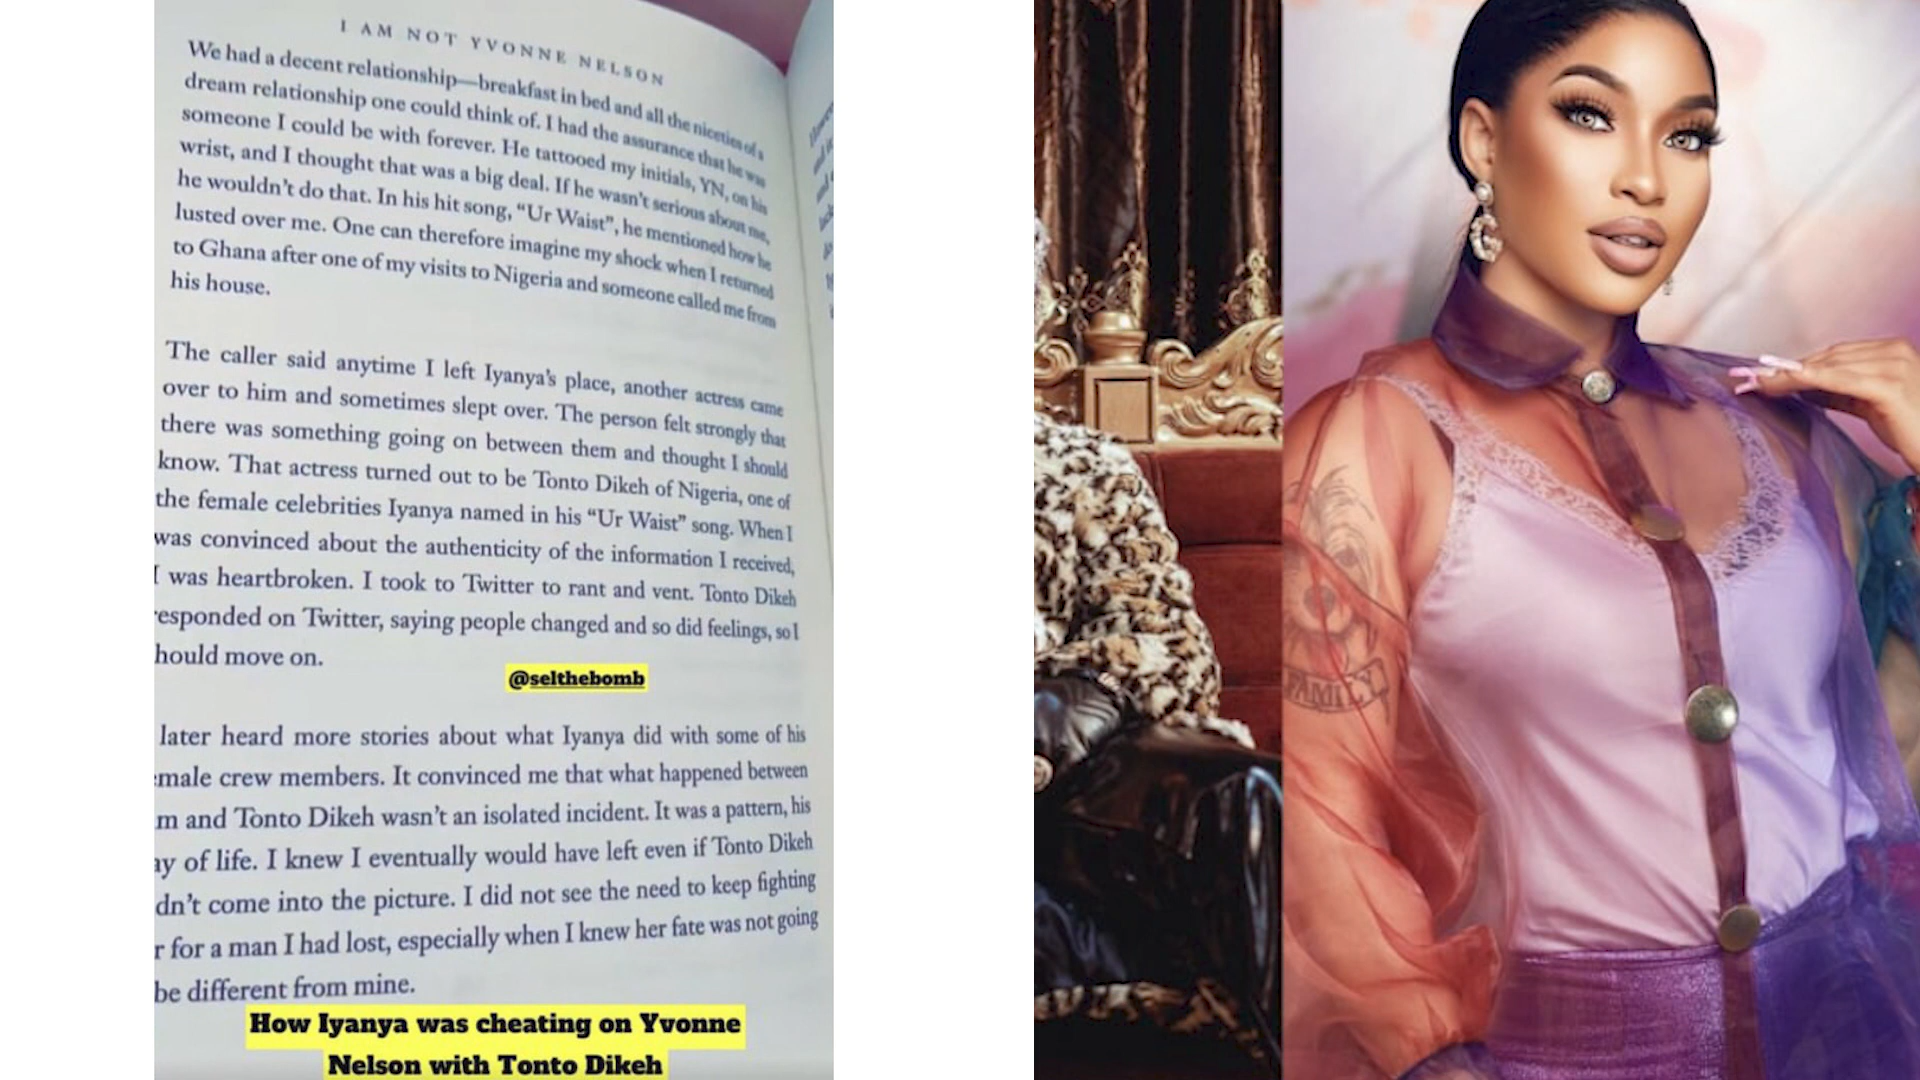 I AM NOT YVONNE NELSON
We had a decent relationship—breakfast in bed and all the niceties of a
dream relationship one could think of. I had the assurance that he was
someone I could be with forever. He tattooed my initials, YN, on his
wrist, and I thought that was a big deal. If he wasn't serious about me,
he wouldn't do that. In his hit song, “Ur Waist”, he mentioned how he
lusted over me. One can therefore imagine my shock when I returned
to Ghana after one of my visits to Nigeria and someone called me from
his house.
The caller said anytime I left Iyanya's place, another actress came
over to him and sometimes slept over. The person felt strongly that
there was something going on between them and thought I should
know. That actress turned out to be Tonto Dikeh of Nigeria, one of
the female celebrities Iyanya named in his “Ur Waist” song. When I
was convinced about the authenticity of the information I received,
I was heartbroken. I took to Twitter to rant and vent. Tonto Dikeh
responded on Twitter, saying people changed and so did feelings, so I
hould move on.
@selthebomb
later heard more stories about what Iyanya did with some of his
male crew members. It convinced me that what happened between
m and Tonto Dikeh wasn't an isolated incident. It was a pattern, his
ay of life. I knew I eventually would have left even if Tonto Dikeh
dn't come into the picture. I did not see the need to keep fighting
r for a man I had lost, especially when I knew her fate was not going
be different from mine.
How Iyanya was cheating on Yvonne
Nelson with Tonto Dikeh
FAMILY